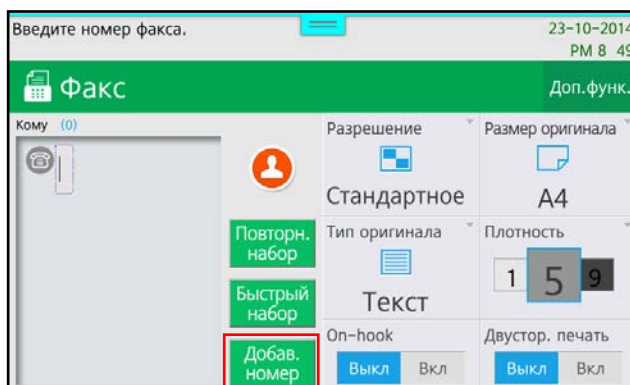 Введите номер факса.
23-10-2014
PM 8 49
Факс
Доп.функ.
Кому (0)
Повторн.
набор
Быстрый
набор
Добав.
номер
Разрешение
Стандартное
Размер оригинала
A4
Тип оригинала
Текст
Плотность
1 5 9
On-hook
Выкл Вкл
Двустор. печать
Выкл Вкл